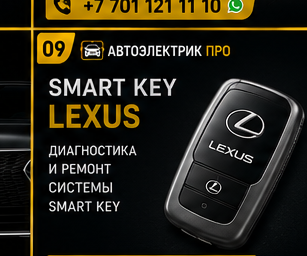 +7 701 121 11 10
09
АВТОЭЛЕКТРИК ПРО
SMART KEY
LEXUS
ДИАГНОСТИКА
И РЕМОНТ
СИСТЕМЫ
SMART KEY
LEXUS